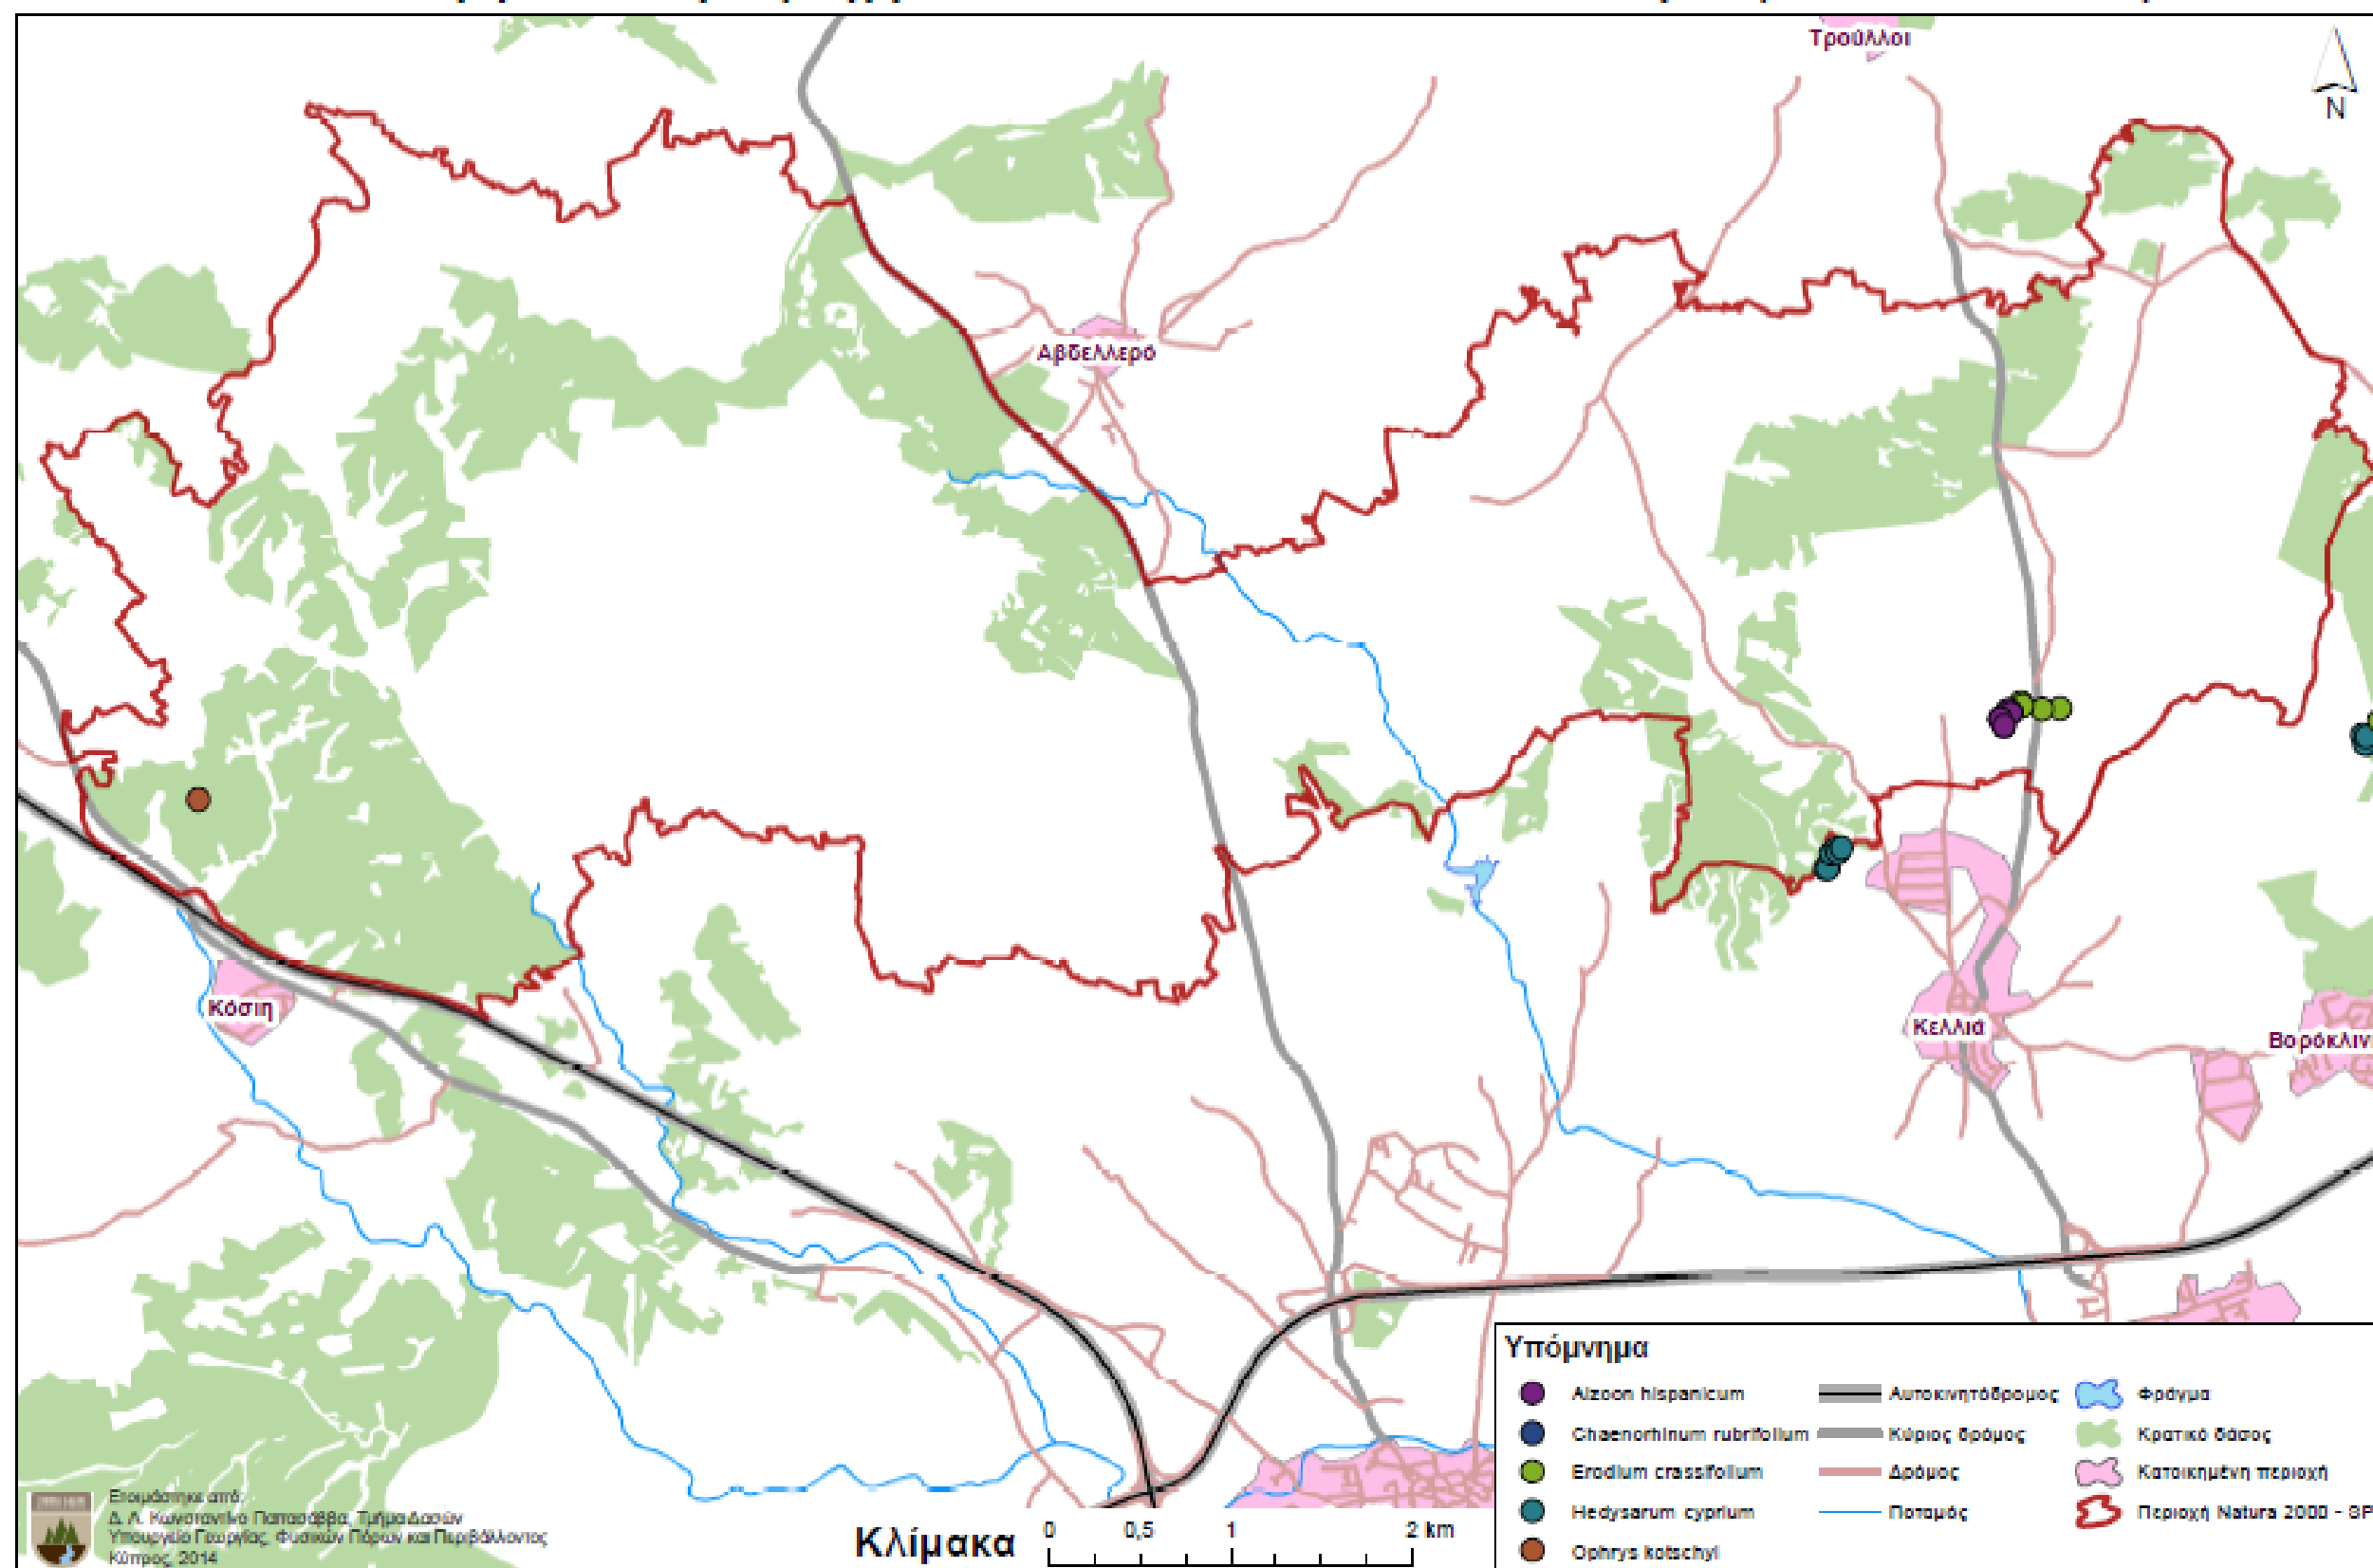 Τρούλλοι
N
Αβδελλερό
Κόσιη
Κελλιά
Βορόκλιν
Υπόμνημα
Aizoon hispanicum
Chaenorhinum rubrifolium
Erodium crassifolium
Hedysarum cyprium
Ophrys kotschyi
Αυτοκινητόδρομος
Κύριος δρόμος
Δρόμος
Ποταμός
Φράγμα
Κρατικό δάσος
Κατοικημένη περιοχή
Περιοχή Natura 2000 - SP
Ετοιμάστηκε από:
Δ. Λ. Κωνσταντίνο Παπασάββα, Τμήμα Δασών
Υπουργείο Γεωργίας, Φυσικών Πόρων και Περιβάλλοντος
Κύπρος, 2014
Κλίμακα 0 0,5 1 2 km